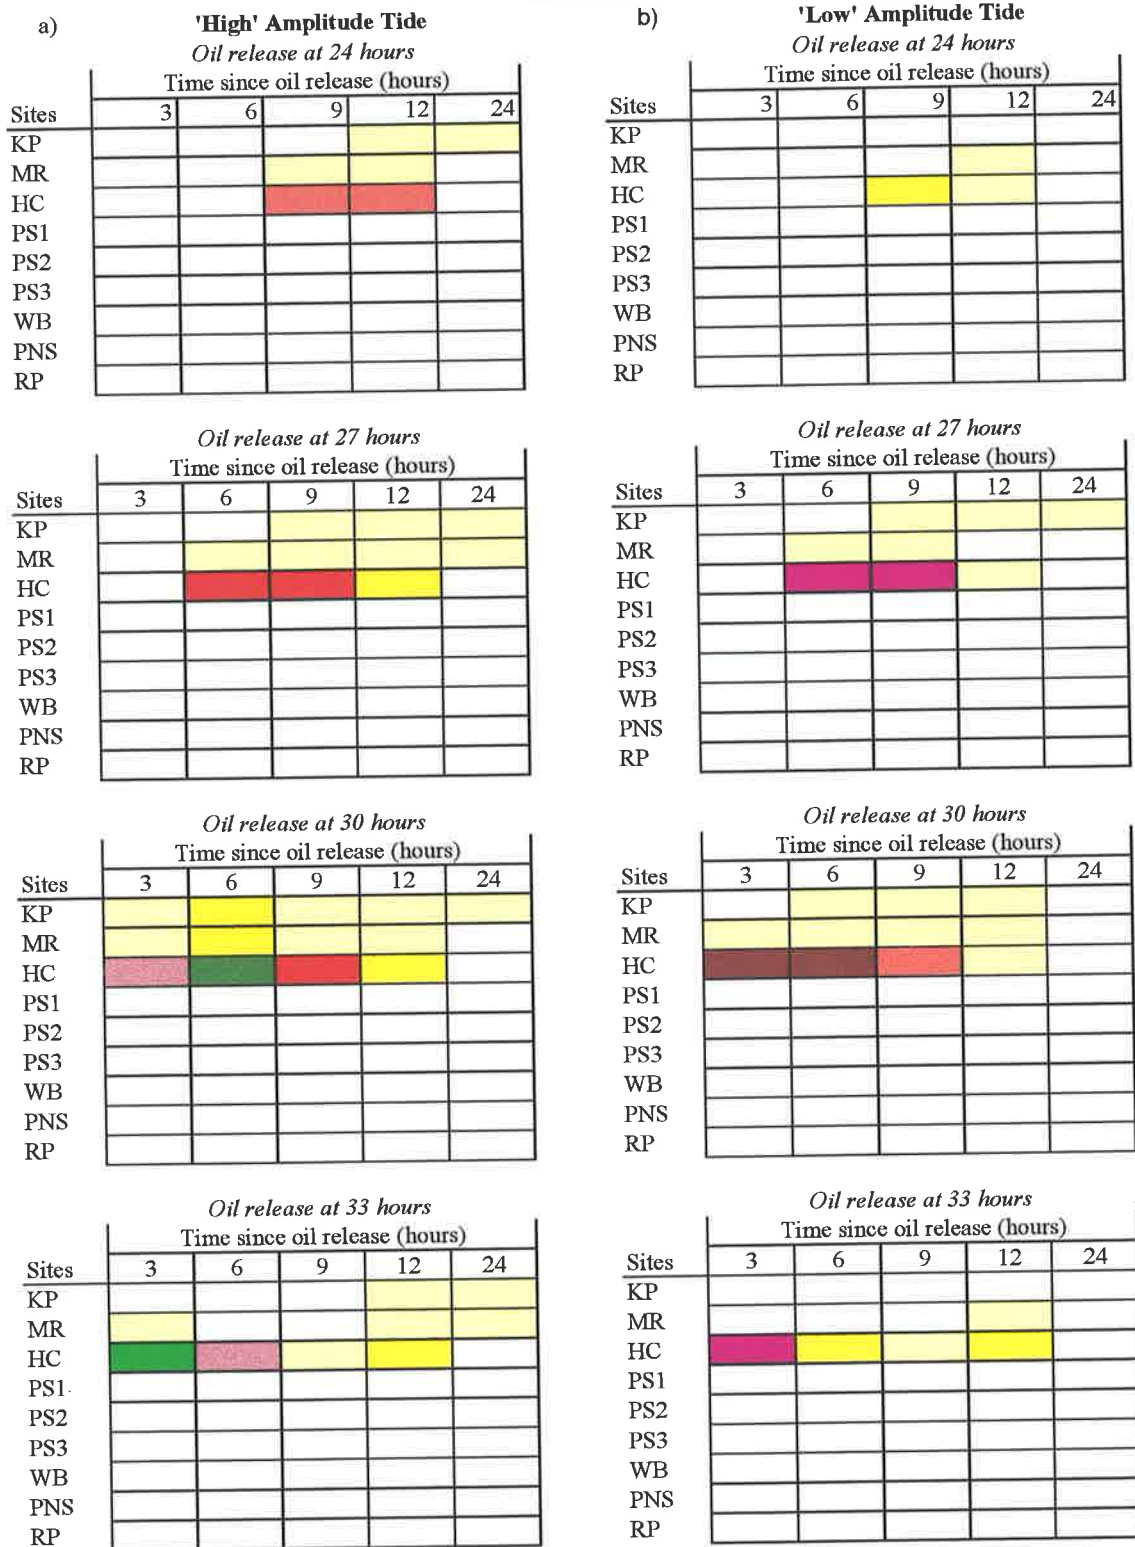 a)
'High' Amplitude Tide
Oil release at 24 hours
Time since oil release (hours)
Sites 3 6 9 12 24
KP
MR
HC
PS1
PS2
PS3
WB
PNS
RP
Oil release at 27 hours
Time since oil release (hours)
Sites 3 6 9 12 24
KP
MR
HC
PS1
PS2
PS3
WB
PNS
RP
Oil release at 30 hours
Time since oil release (hours)
Sites 3 6 9 12 24
KP
MR
HC
PS1
PS2
PS3
WB
PNS
RP
Oil release at 33 hours
Time since oil release (hours)
Sites 3 6 9 12 24
KP
MR
HC
PS1
PS2
PS3
WB
PNS
RP
b)
'Low' Amplitude Tide
Oil release at 24 hours
Time since oil release (hours)
Sites 3 6 9 12 24
KP
MR
HC
PS1
PS2
PS3
WB
PNS
RP
Oil release at 27 hours
Time since oil release (hours)
Sites 3 6 9 12 24
KP
MR
HC
PS1
PS2
PS3
WB
PNS
RP
Oil release at 30 hours
Time since oil release (hours)
Sites 3 6 9 12 24
KP
MR
HC
PS1
PS2
PS3
WB
PNS
RP
Oil release at 33 hours
Time since oil release (hours)
Sites 3 6 9 12 24
KP
MR
HC
PS1
PS2
PS3
WB
PNS
RP